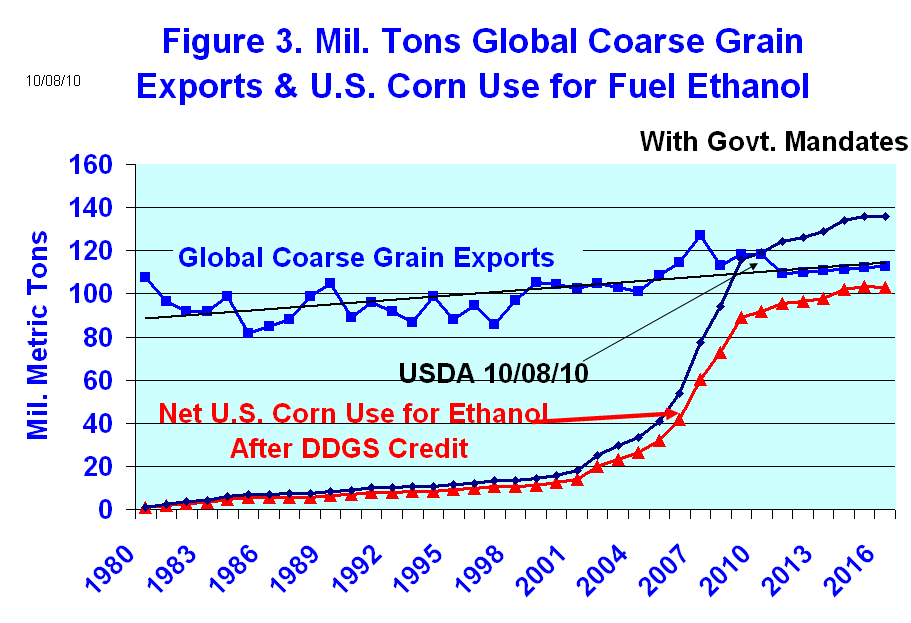 Figure 3. Mil. Tons Global Coarse Grain
Exports & U.S. Corn Use for Fuel Ethanol
10/08/10
With Govt. Mandates
Mil. Metric Tons
160
140
120
100
80
60
40
20
0
Global Coarse Grain Exports
USDA 10/08/10
Net U.S. Corn Use for Ethanol
After DDGS Credit
1980
1983
1986
1989
1992
1995
1998
2001
2004
2007
2010
2013
2016